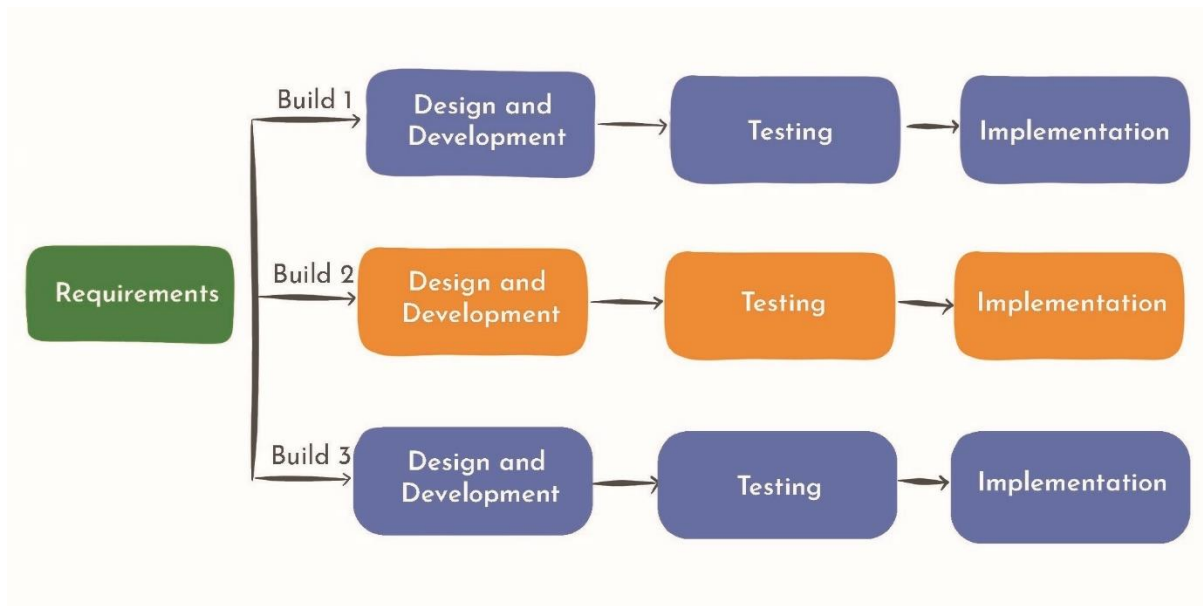 Build 1
Design and
Development
Testing
Implementation
Requirements
Build 2
Design and
Development
Testing
Implementation
Build 3
Design and
Development
Testing
Implementation